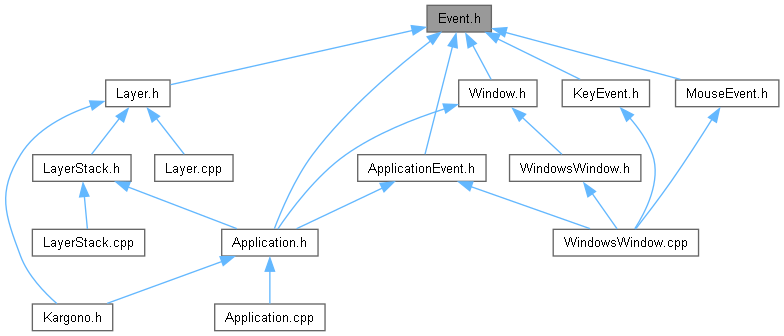 Event.h
Layer.h
Window.h
KeyEvent.h
MouseEvent.h
LayerStack.h
Layer.cpp
ApplicationEvent.h
WindowsWindow.h
LayerStack.cpp
Application.h
WindowsWindow.cpp
Kargono.h
Application.cpp